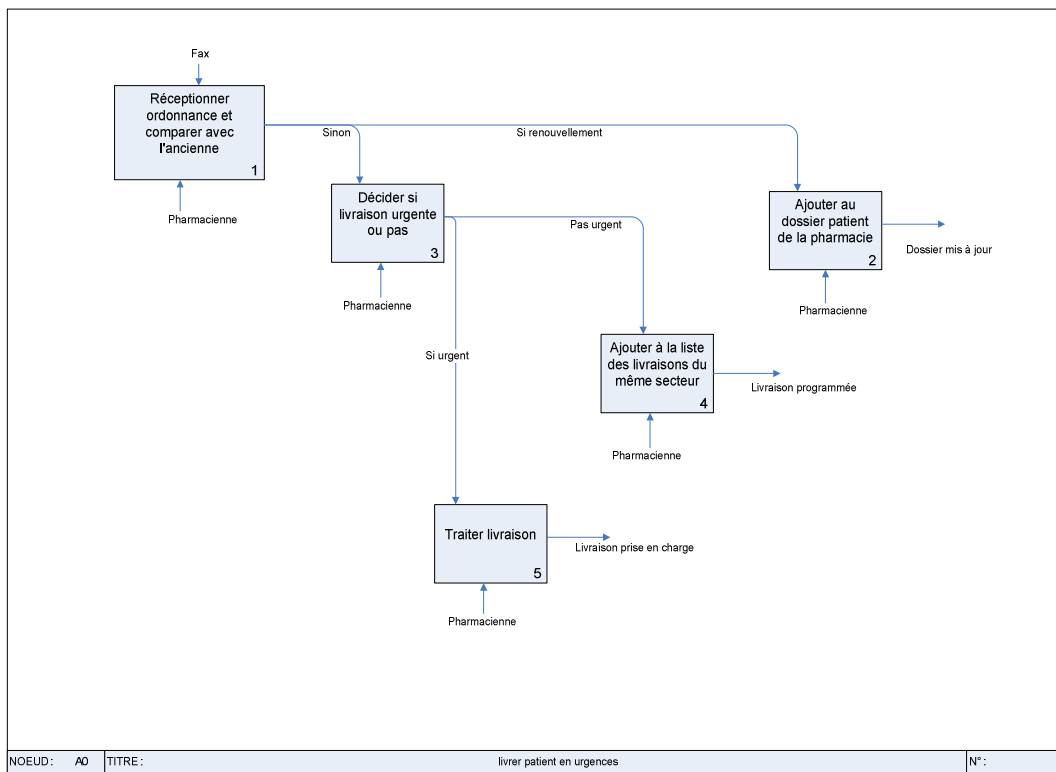 Fax
Réceptionner
ordonnance et
comparer avec
l'ancienne
1
Pharmacienne
Sinon
Si renouvellement
Décider si
livraison urgente
ou pas
3
Pharmacienne
Pas urgent
Ajouter au
dossier patient
de la pharmacie
2
Dossier mis à jour
Pharmacienne
Si urgent
Ajouter à la liste
des livraisons du
même secteur
4
Livraison programmée
Pharmacienne
Traiter livraison
5
Livraison prise en charge
Pharmacienne
NOEUD : A0 TITRE : livrer patient en urgences N° :